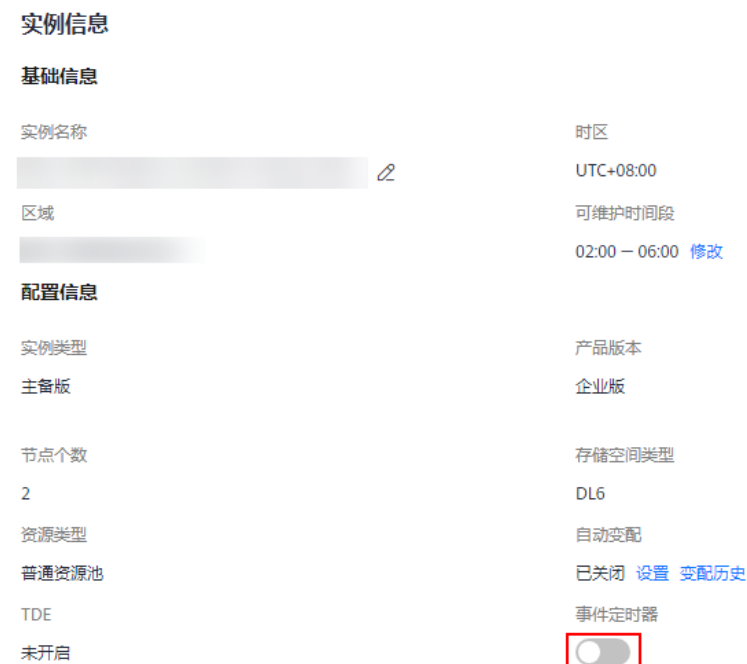 实例信息
基础信息
实例名称
时区
UTC+08:00
区域
可维护时间段
02:00 — 06:00 修改
配置信息
实例类型
产品版本
主备版
企业版
节点个数
存储空间类型
2
DL6
资源类型
自动变配
普通资源池
已关闭 设置 变配历史
TDE
事件定时器
未开启